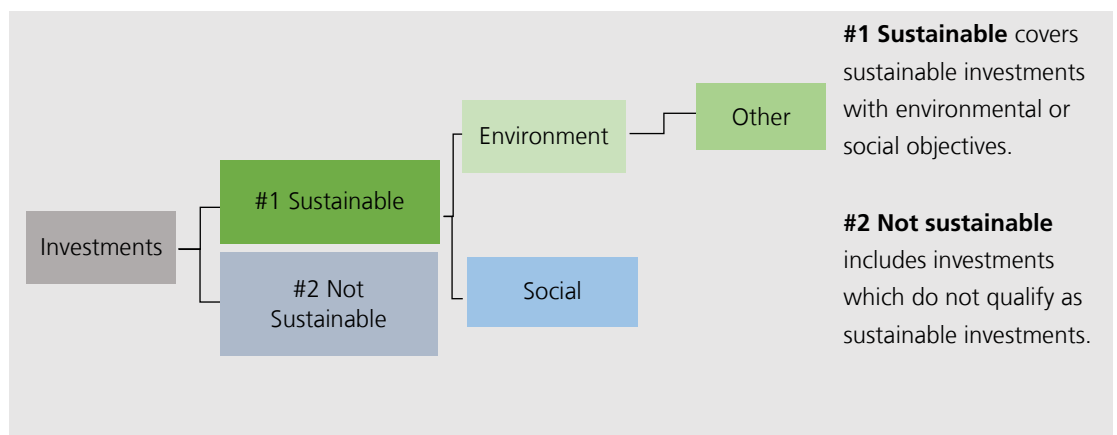 Investments
#1 Sustainable
#2 Not
Sustainable
Environment
Social
Other
#1 Sustainable covers
sustainable investments
with environmental or
social objectives.
#2 Not sustainable
includes investments
which do not qualify as
sustainable investments.